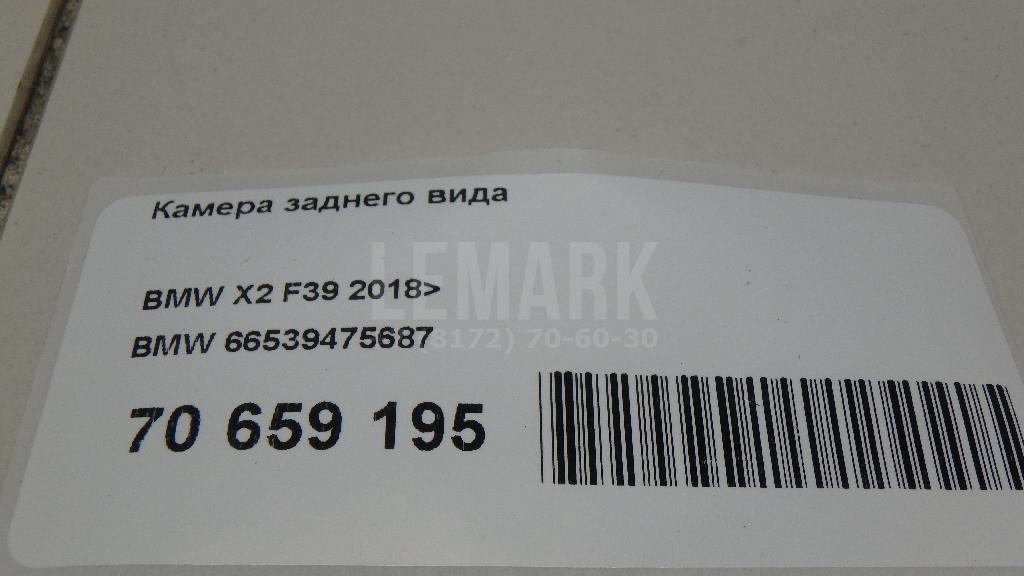 Камера заднего вида
LEMARK
BMW X2 F39 2018>
(8172) 70-60-30
BMW 66539475687
70 659 195